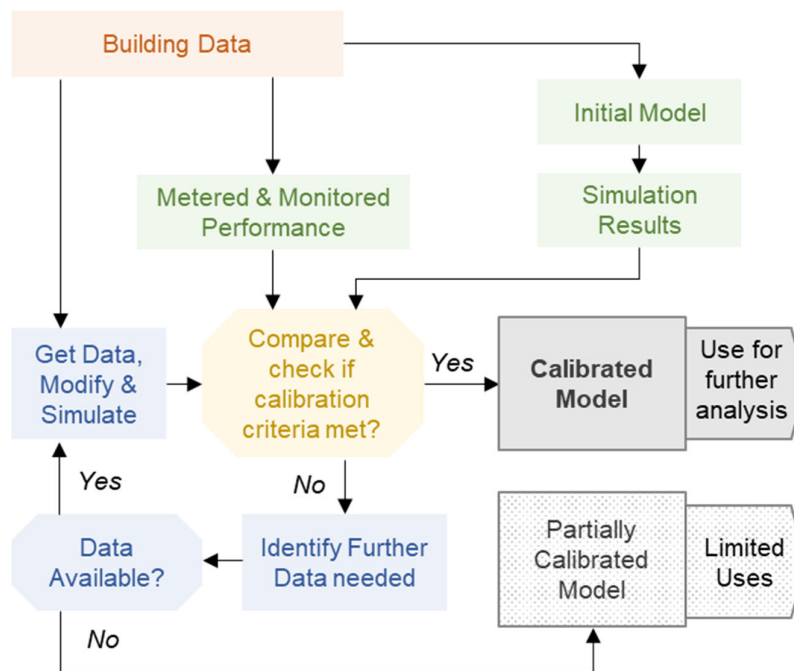 Building Data
Initial Model
Metered & Monitored
Performance
Simulation
Results
Get Data,
Modify &
Simulate
Compare &
check if
calibration
criteria met?
Yes
Calibrated
Model
Use for
further
analysis
Yes
No
Data
Available?
Identify Further
Data needed
Partially
Calibrated
Model
Limited
Uses
No